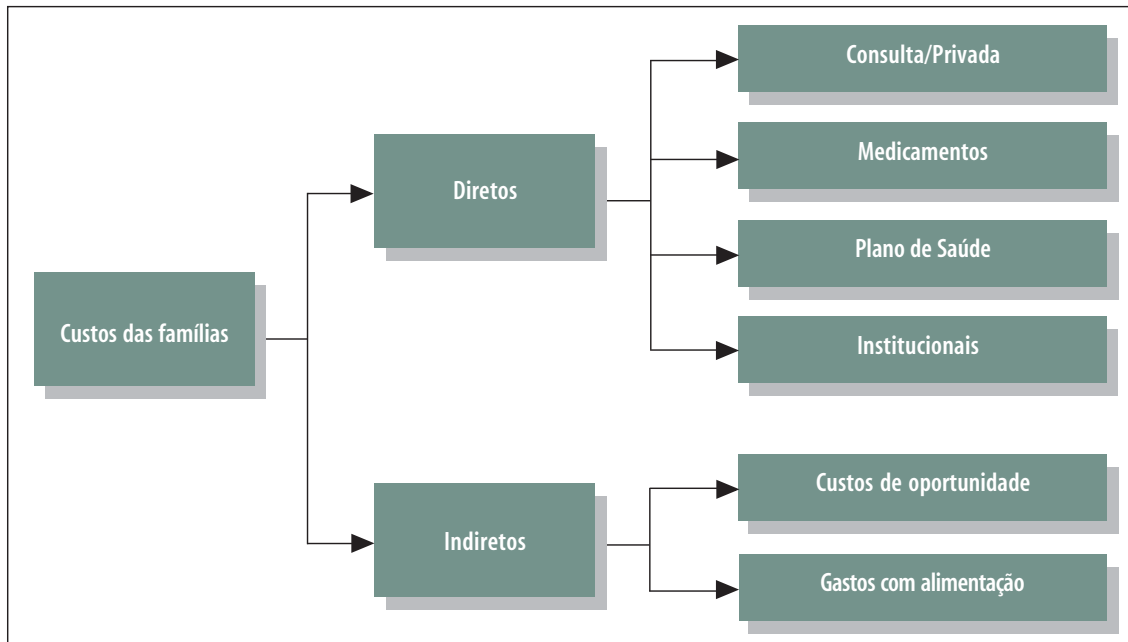 Custos das famílias
Diretos
Consulta/Privada
Medicamentos
Plano de Saúde
Institucionais
Indiretos
Custos de oportunidade
Gastos com alimentação